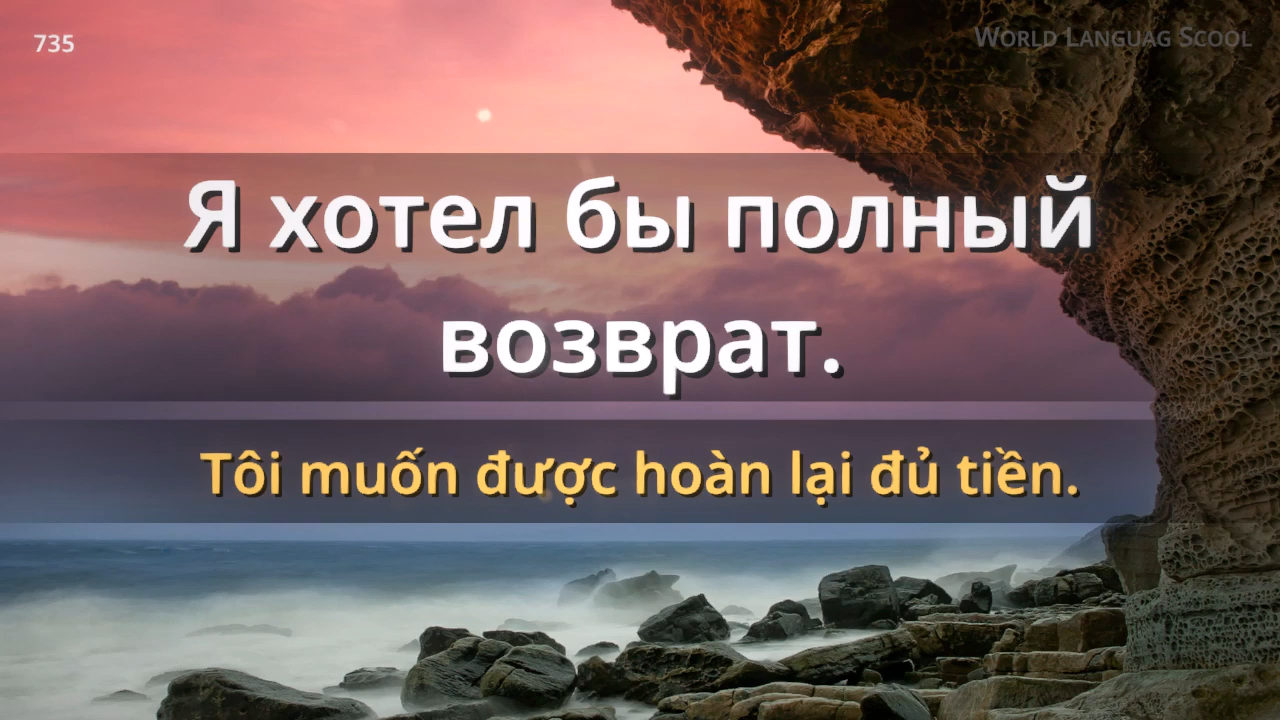 735
World Languag Scool
Я хотел бы полный
возврат.
Tôi muốn được hoàn lại đủ tiền.